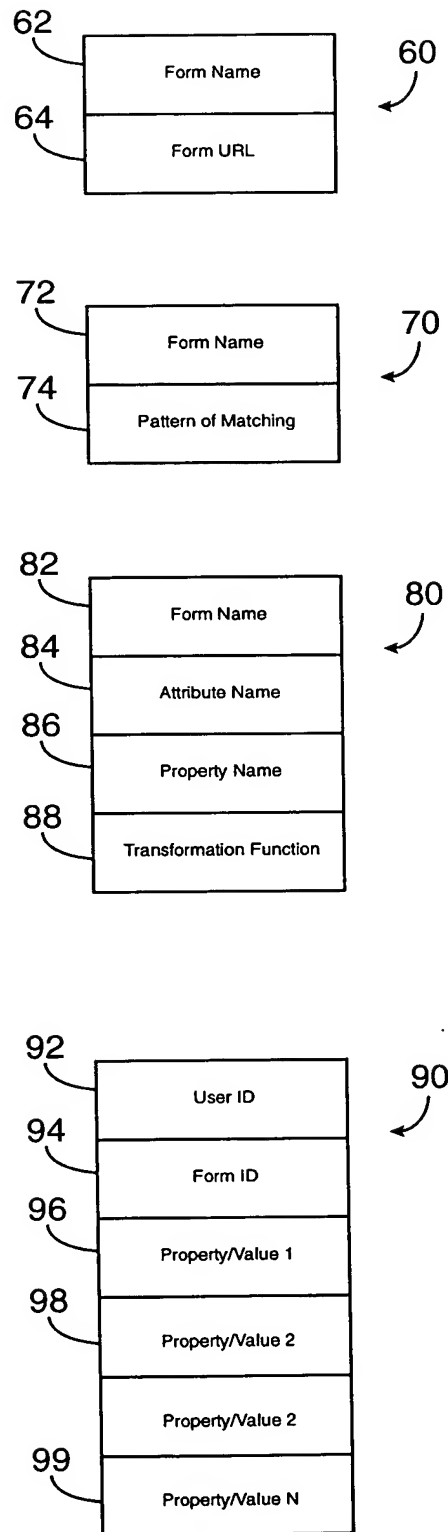 62
Form Name
60
64
Form URL
72
Form Name
70
74
Pattern of Matching
82
Form Name
80
84
Attribute Name
86
Property Name
88
Transformation Function
92
User ID
90
94
Form ID
96
Property/Value 1
98
Property/Value 2
Property/Value 2
99
Property/Value N